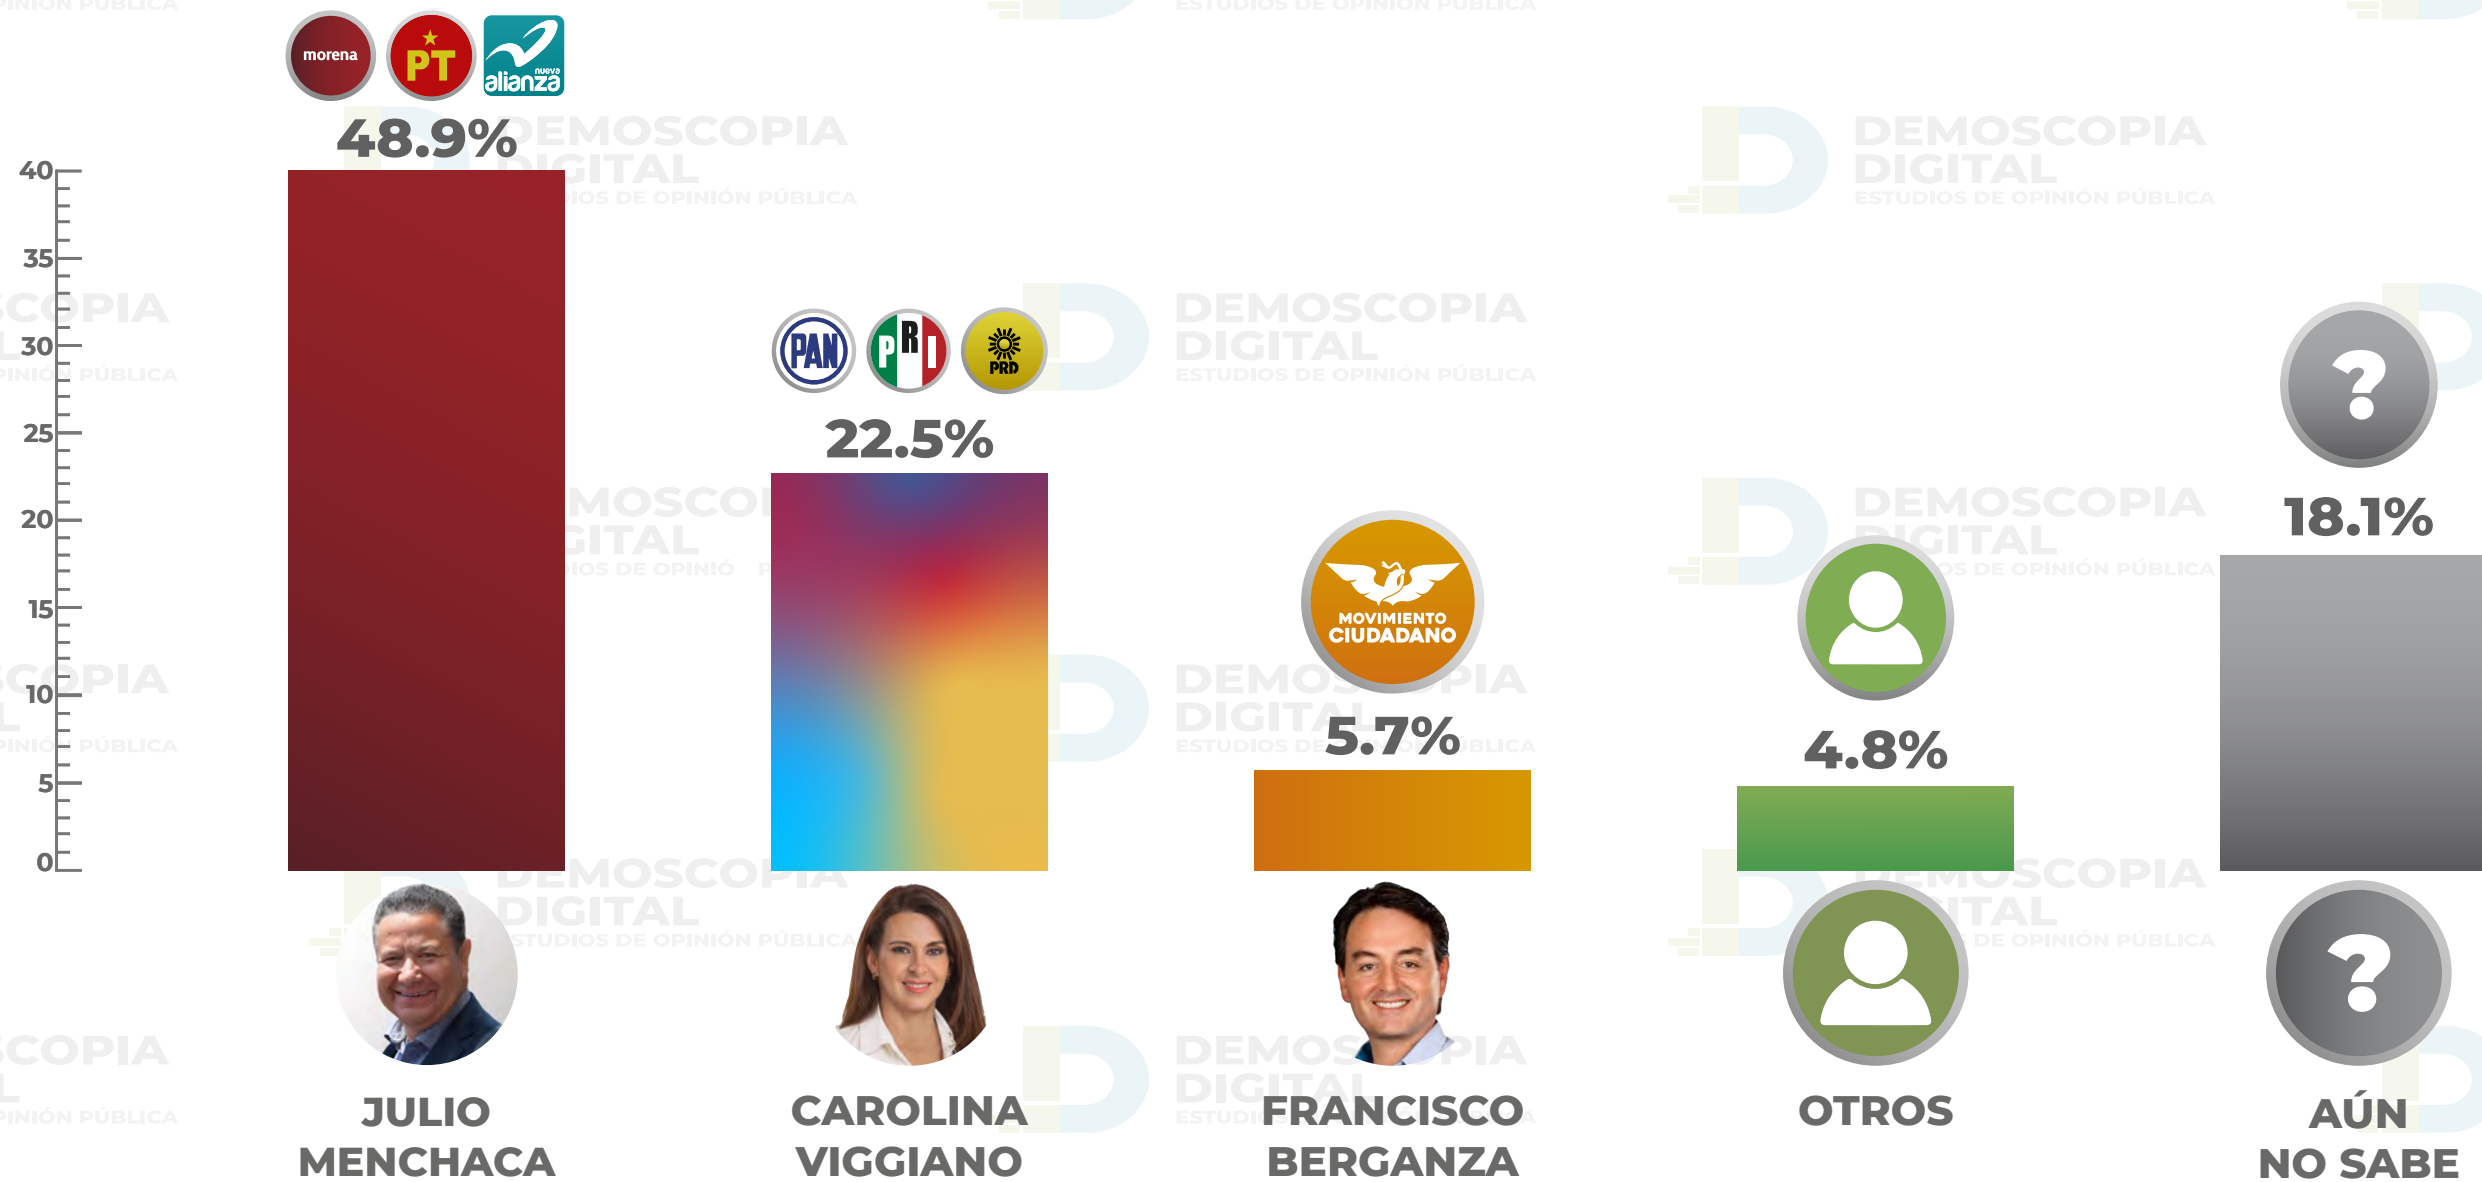 morena
PT
nueva
alianza
48.9%
40
35
30
25
20
15
10
5
0
PAN
PRI
PRD
22.5%
MOVIMIENTO
CIUDADANO
5.7%
4.8%
?
18.1%
?
JULIO
MENCHACA
CAROLINA
VIGGIANO
FRANCISCO
BERGANZA
OTROS
AÚN
NO SABE
DEMOSCOPIA
DIGITAL
ESTUDIOS DE OPINIÓN PÚBLICA